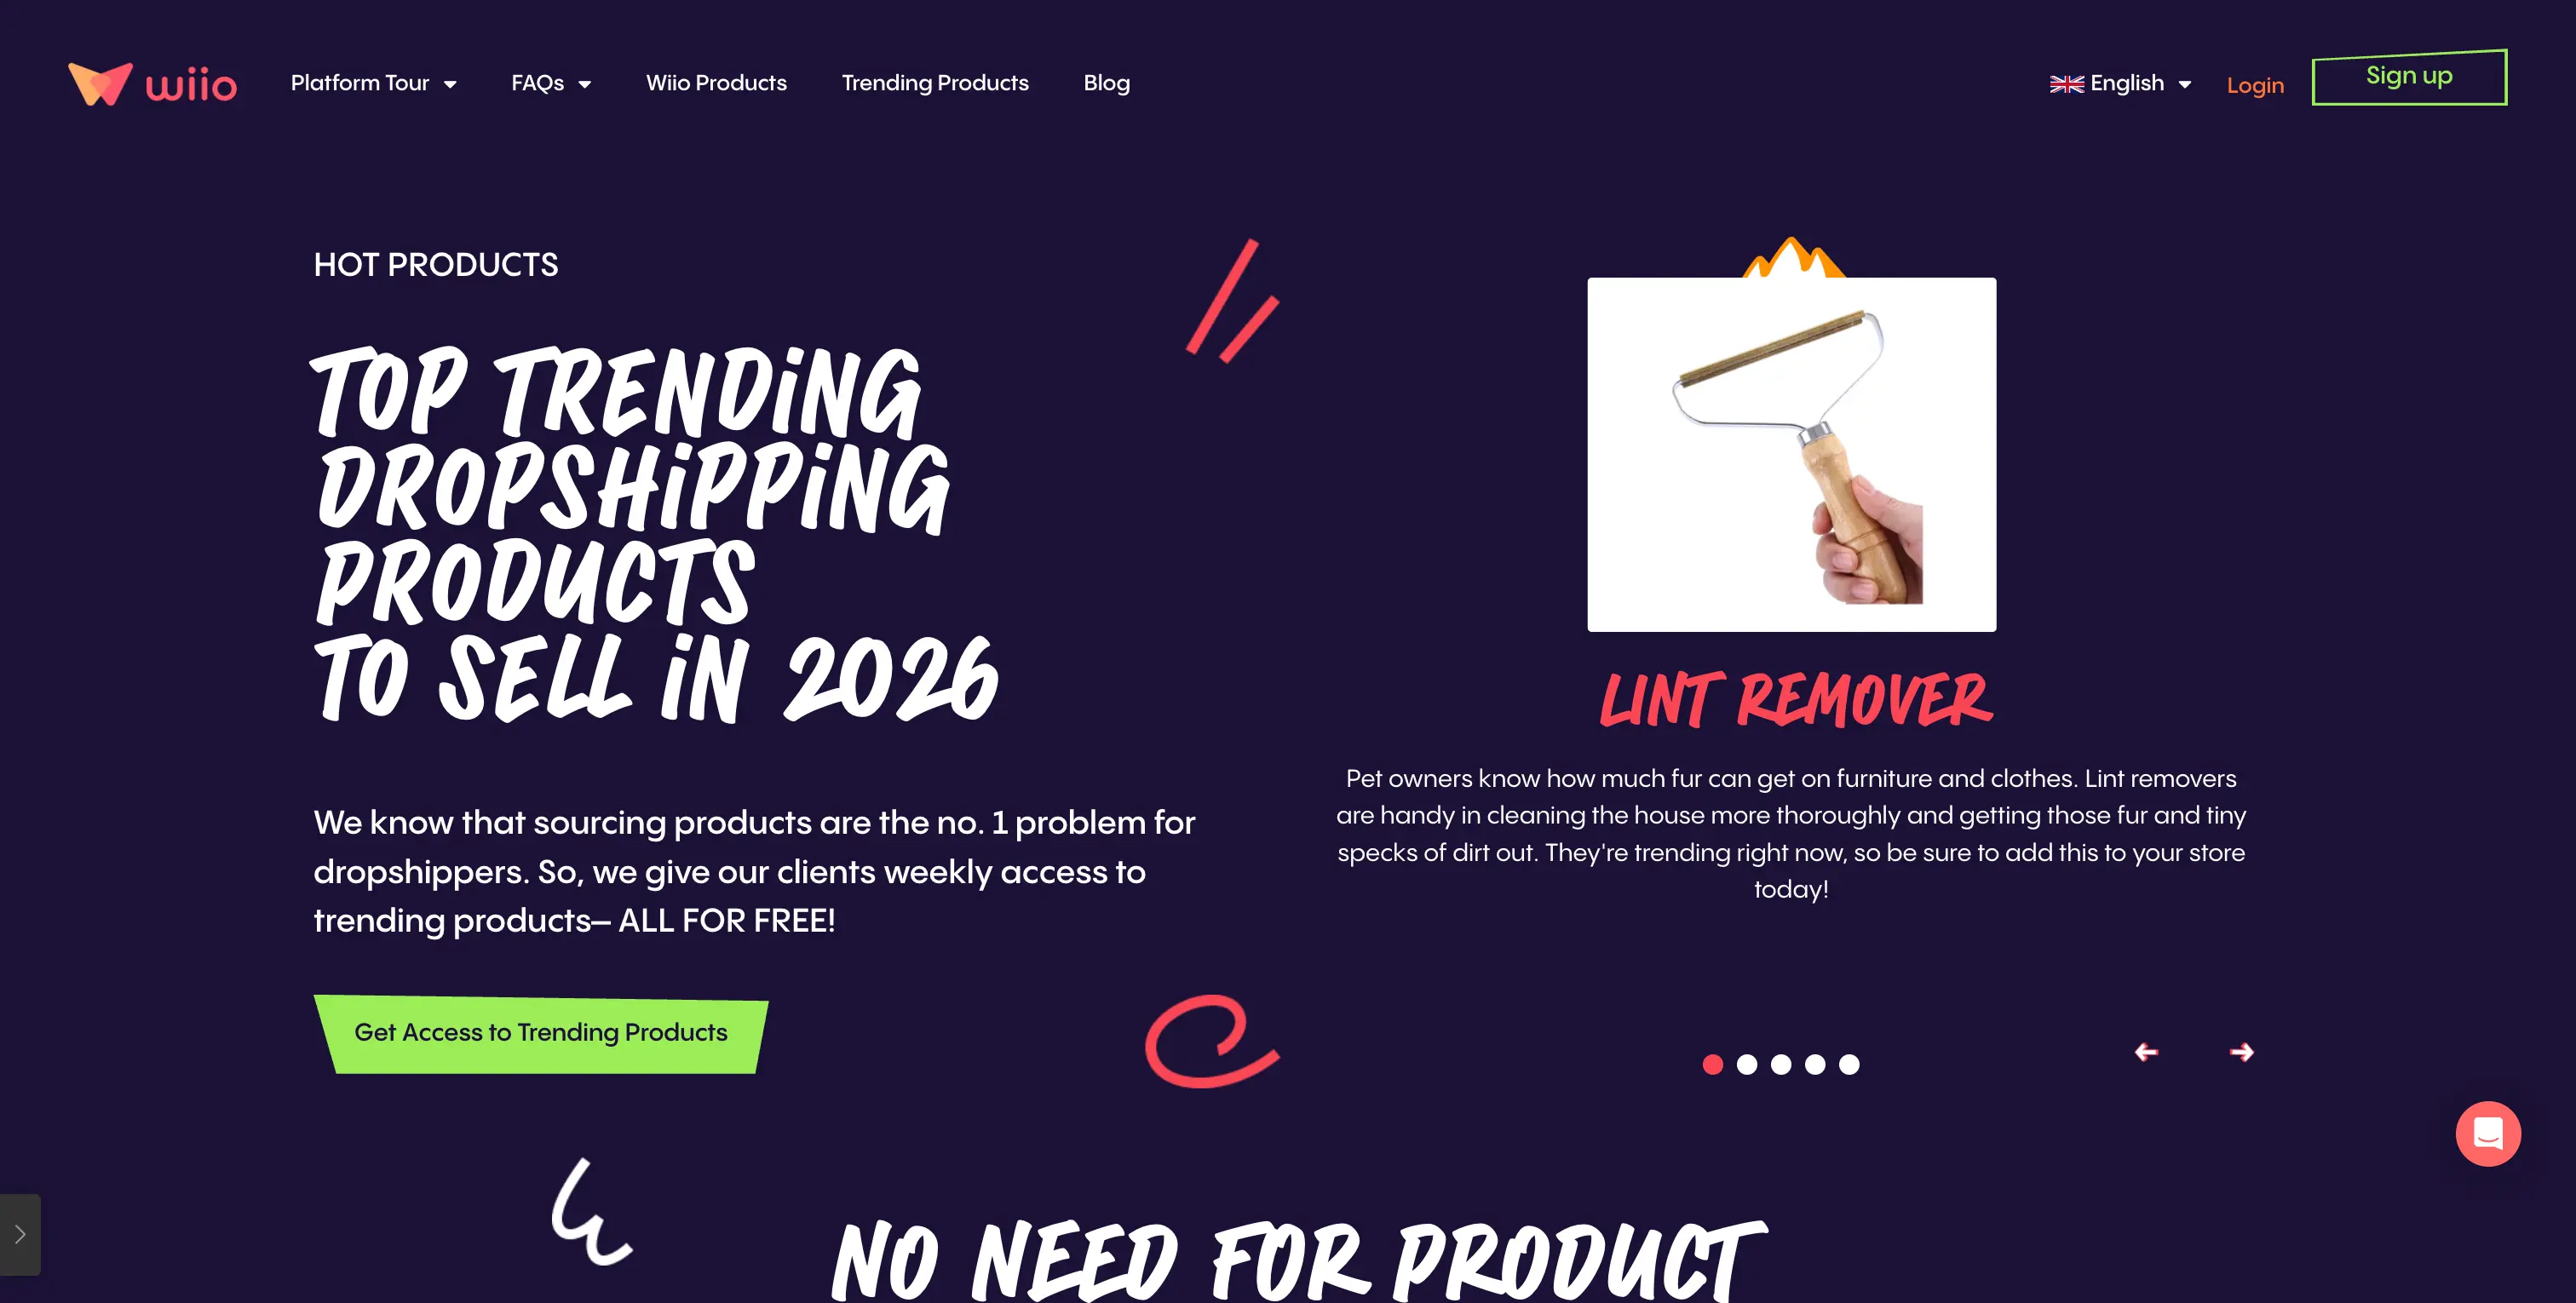 wiio
Platform Tour
FAQs
Wiio Products
Trending Products
Blog
English
Login
Sign up
HOT PRODUCTS
TOP TRENDiNG
DROPSHiPPiNG
PRODUCTS
TO SELL iN 2026
We know that sourcing products are the no. 1 problem for
dropshippers. So, we give our clients weekly access to
trending products– ALL FOR FREE!
Get Access to Trending Products
LINT REMOVER
Pet owners know how much fur can get on furniture and clothes. Lint removers
are handy in cleaning the house more thoroughly and getting those fur and tiny
specks of dirt out. They're trending right now, so be sure to add this to your store
today!
NO NEED FOR PRODUCT